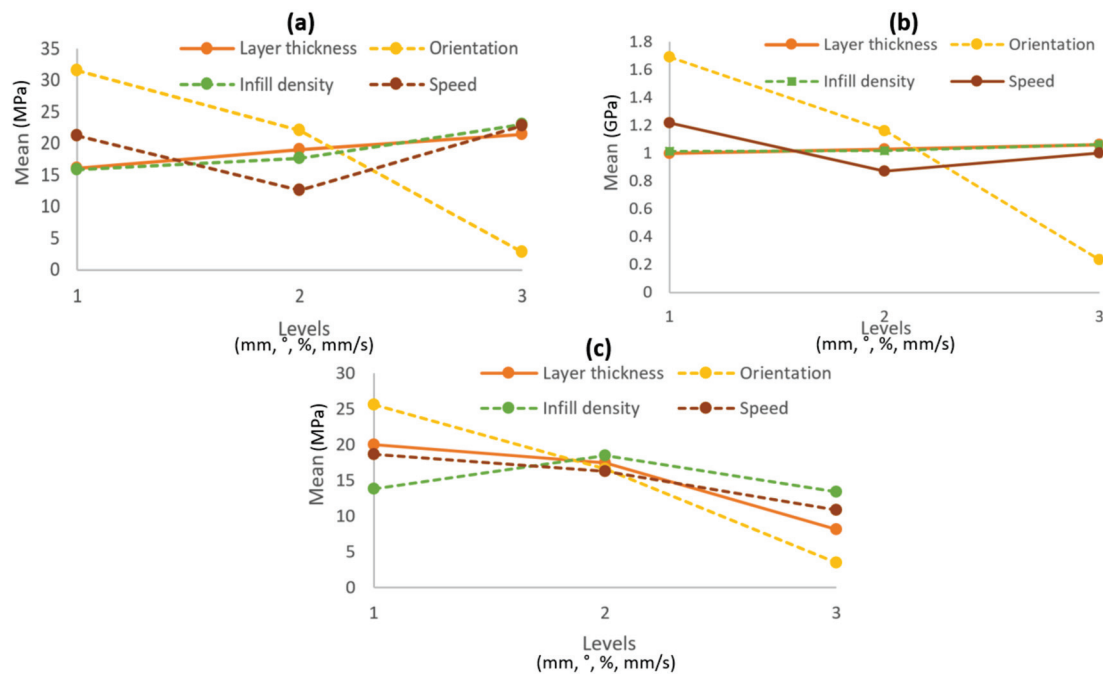 (a)
Layer thickness
Orientation
Infill density
Speed
35
30
25
20
15
10
5
0
Mean (MPa)
1
2
3
Levels
(mm, °, %, mm/s)
(b)
Layer thickness
Orientation
Infill density
Speed
1.8
1.6
1.4
1.2
1
0.8
0.6
0.4
0.2
0
Mean (GPa)
1
2
3
Levels
(mm, °, %, mm/s)
(c)
Layer thickness
Orientation
Infill density
Speed
30
25
20
15
10
5
0
Mean (MPa)
1
2
3
Levels
(mm, °, %, mm/s)